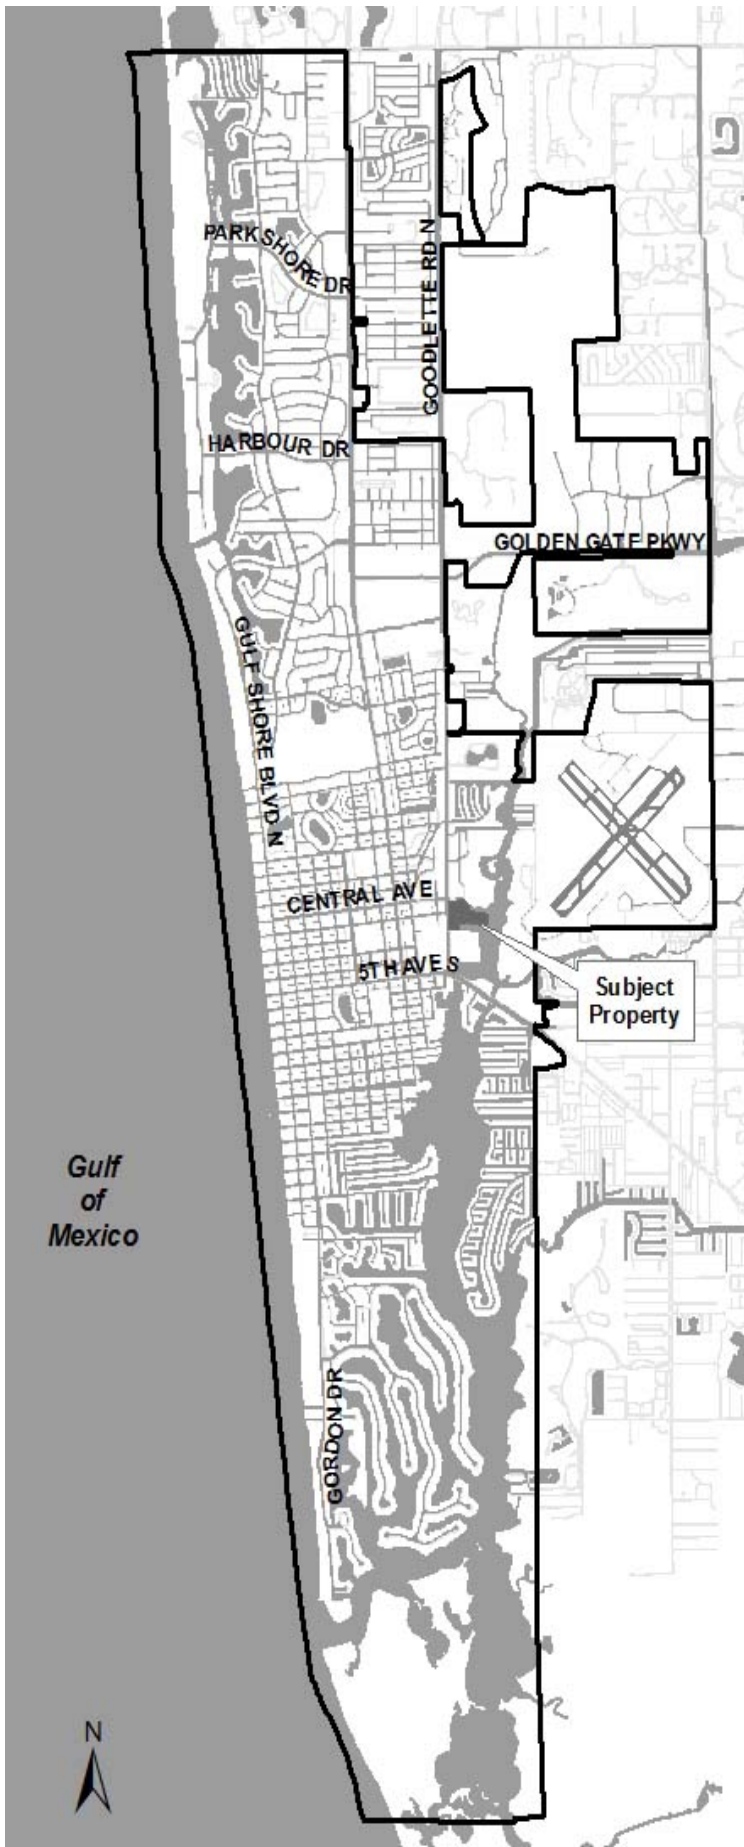 PARK SHORE DR
GOODLETTE RD N
HARBOUR DR
GOLDEN GATE PKWY
GULF SHORE BLVD N
CENTRAL AVE
5TH AVE S
Subject
Property
Gulf
of
Mexico
GORDON DR
N